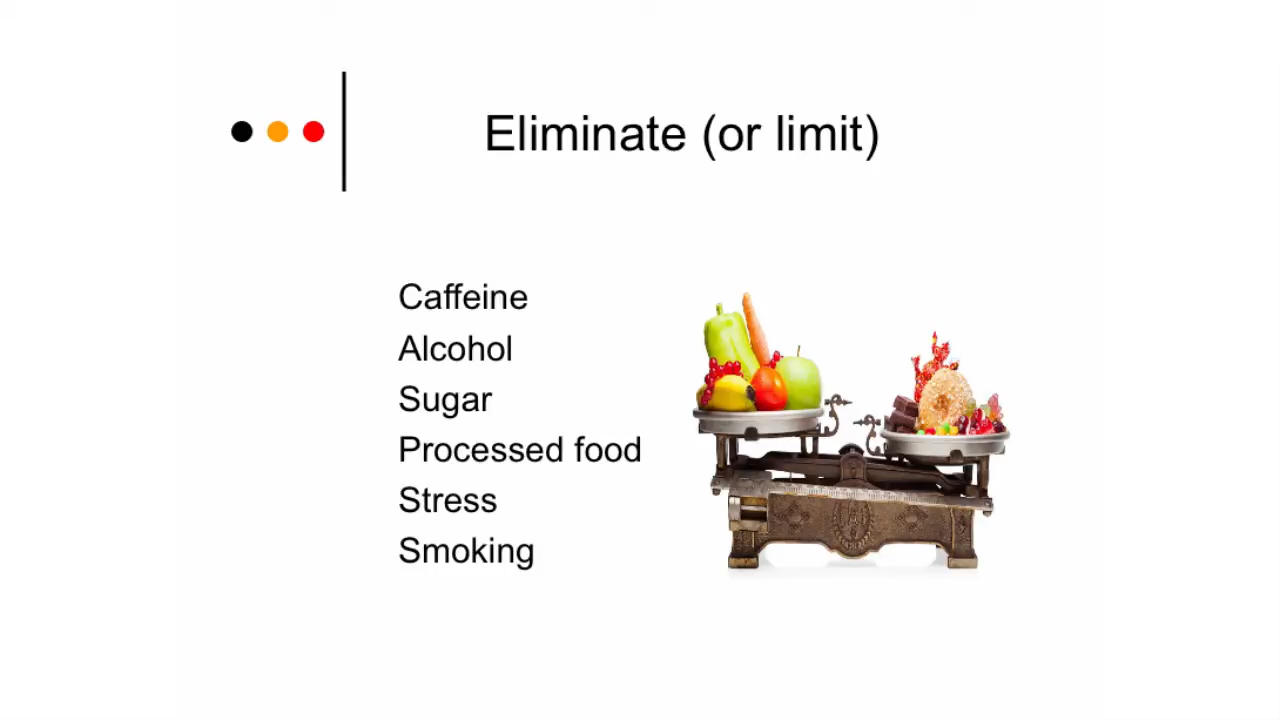 Eliminate (or limit)
Caffeine
Alcohol
Sugar
Processed food
Stress
Smoking